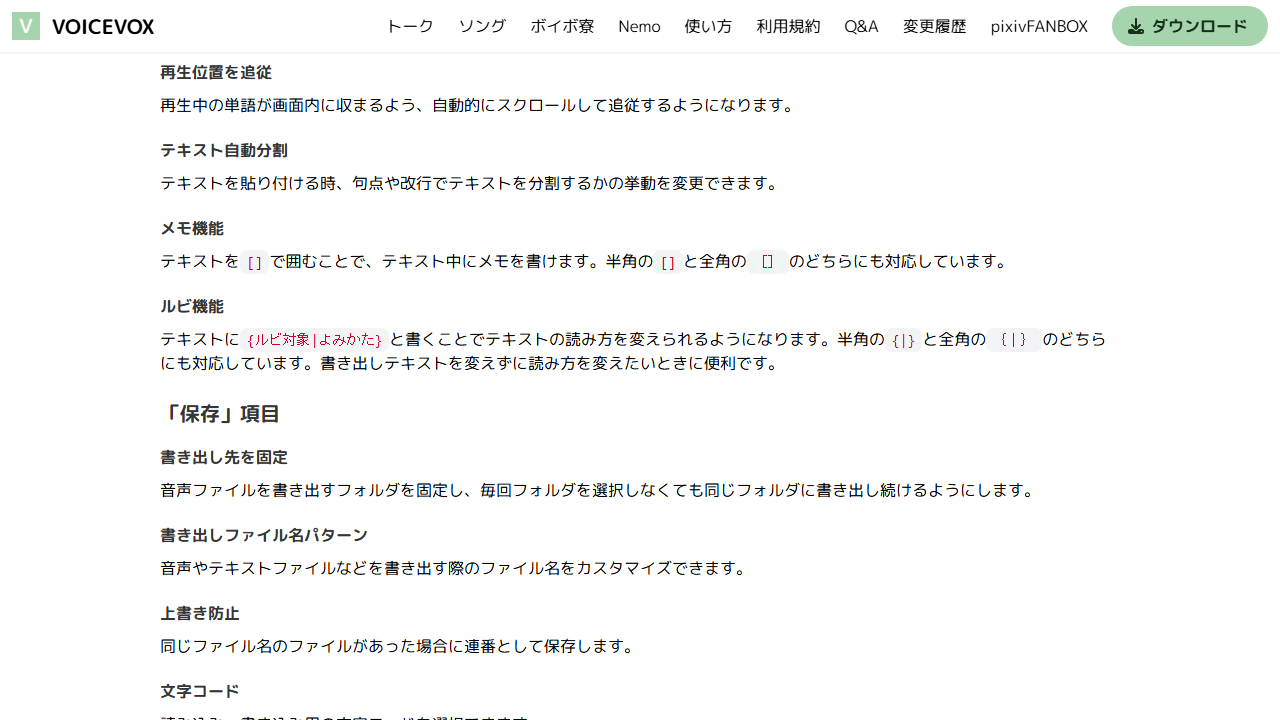 V VOICEVOX トーク ソング ボイボ寮 Nemo 使い方 利用規約 Q&A 変更履歴 pixivFANBOX ダウンロード
再生位置を追従
再生中の単語が画面内に収まるよう、自動的にスクロールして追従するようになります。
テキスト自動分割
テキストを貼り付ける時、句点や改行でテキストを分割するかの挙動を変更できます。
メモ機能
テキストを[]で囲むことで、テキスト中にメモを書けます。半角の[]と全角の［］のどちらにも対応しています。
ルビ機能
テキストに{ルビ対象|よみかた}と書くことでテキストの読み方を変えられるようになります。半角の{|}と全角の｛｜｝のどちら
にも対応しています。書き出しテキストを変えずに読み方を変えたいときに便利です。
「保存」項目
書き出し先を固定
音声ファイルを書き出すフォルダを固定し、毎回フォルダを選択しなくても同じフォルダに書き出し続けるようにします。
書き出しファイル名パターン
音声やテキストファイルなどを書き出す際のファイル名をカスタマイズできます。
上書き防止
同じファイル名のファイルがあった場合に連番として保存します。
文字コード